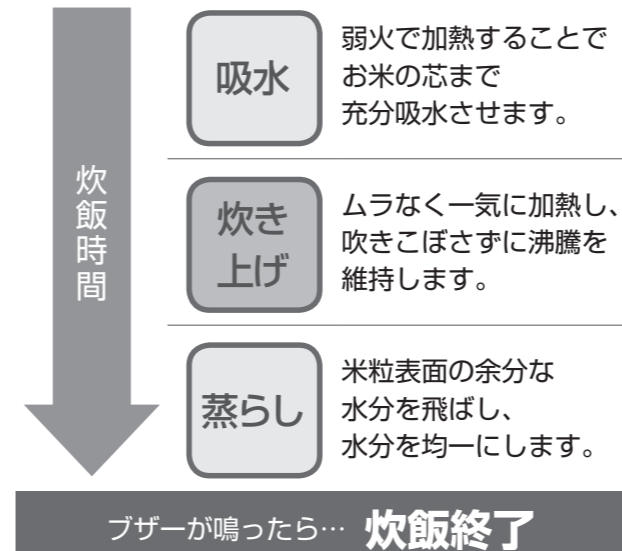 炊飯時間
吸水
弱火で加熱することで
お米の芯まで
充分吸水させます。
炊き
上げ
ムラなく一気に加熱し、
吹きこぼさずに沸騰を
維持します。
蒸らし
米粒表面の余分な
水分を飛ばし、
水分を均一にします。
ブザーが鳴ったら… 炊飯終了